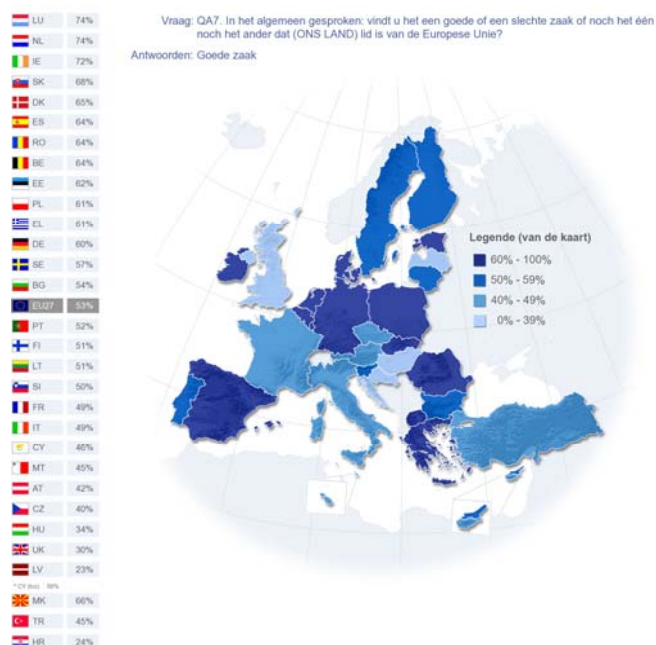 Vraag: QA7. In het algemeen gesproken: vindt u het een goede of een slechte zaak of noch het één
noch het ander dat (ONS LAND) lid is van de Europese Unie?
Antwoorden: Goede zaak
LU 74%
NL 74%
IE 72%
SK 68%
DK 65%
ES 64%
RO 64%
BE 64%
EE 62%
PL 61%
EL 61%
DE 60%
SE 57%
BG 54%
EU27 53%
PT 52%
FI 51%
LT 51%
SI 50%
FR 49%
IT 49%
CY 46%
MT 45%
AT 42%
CZ 40%
HU 34%
UK 30%
LV 23%
* CY (tcc)
MK 66%
TR 45%
HR 24%
Legende (van de kaart)
60% - 100%
50% - 59%
40% - 49%
0% - 39%